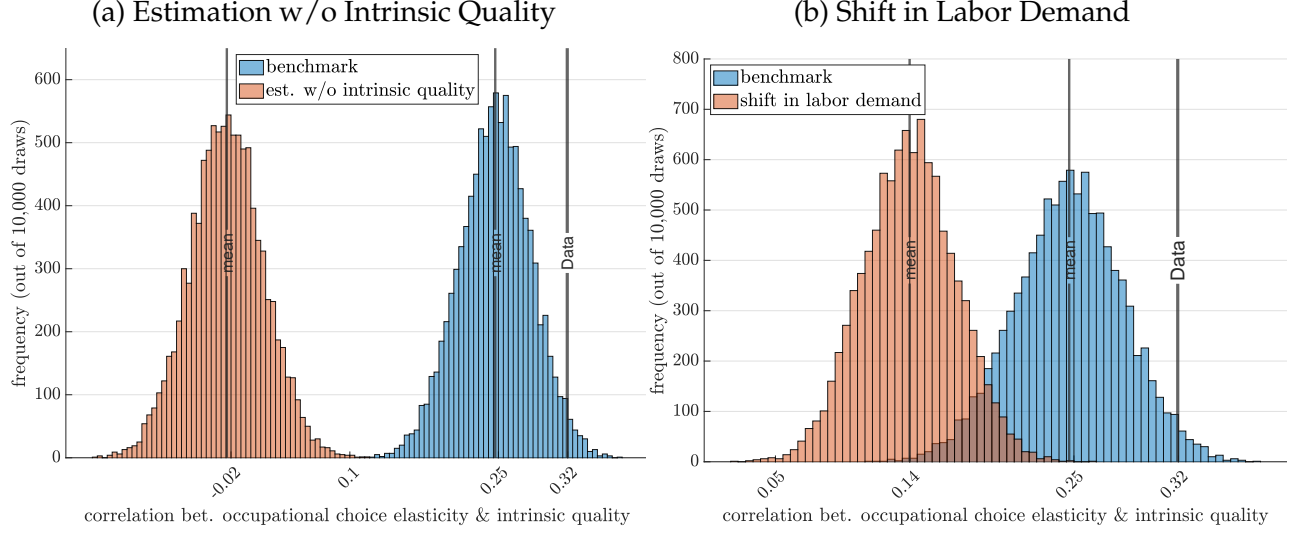 (a) Estimation w/o Intrinsic Quality
benchmark
est. w/o intrinsic quality
600
500
400
300
200
100
0
frequency (out of 10,000 draws)
mean
mean
Data
-0.02
0.1
0.25
0.32
correlation bet. occupational choice elasticity & intrinsic quality
(b) Shift in Labor Demand
benchmark
shift in labor demand
800
700
600
500
400
300
200
100
0
frequency (out of 10,000 draws)
mean
mean
Data
0.05
0.14
0.25
0.32
correlation bet. occupational choice elasticity & intrinsic quality